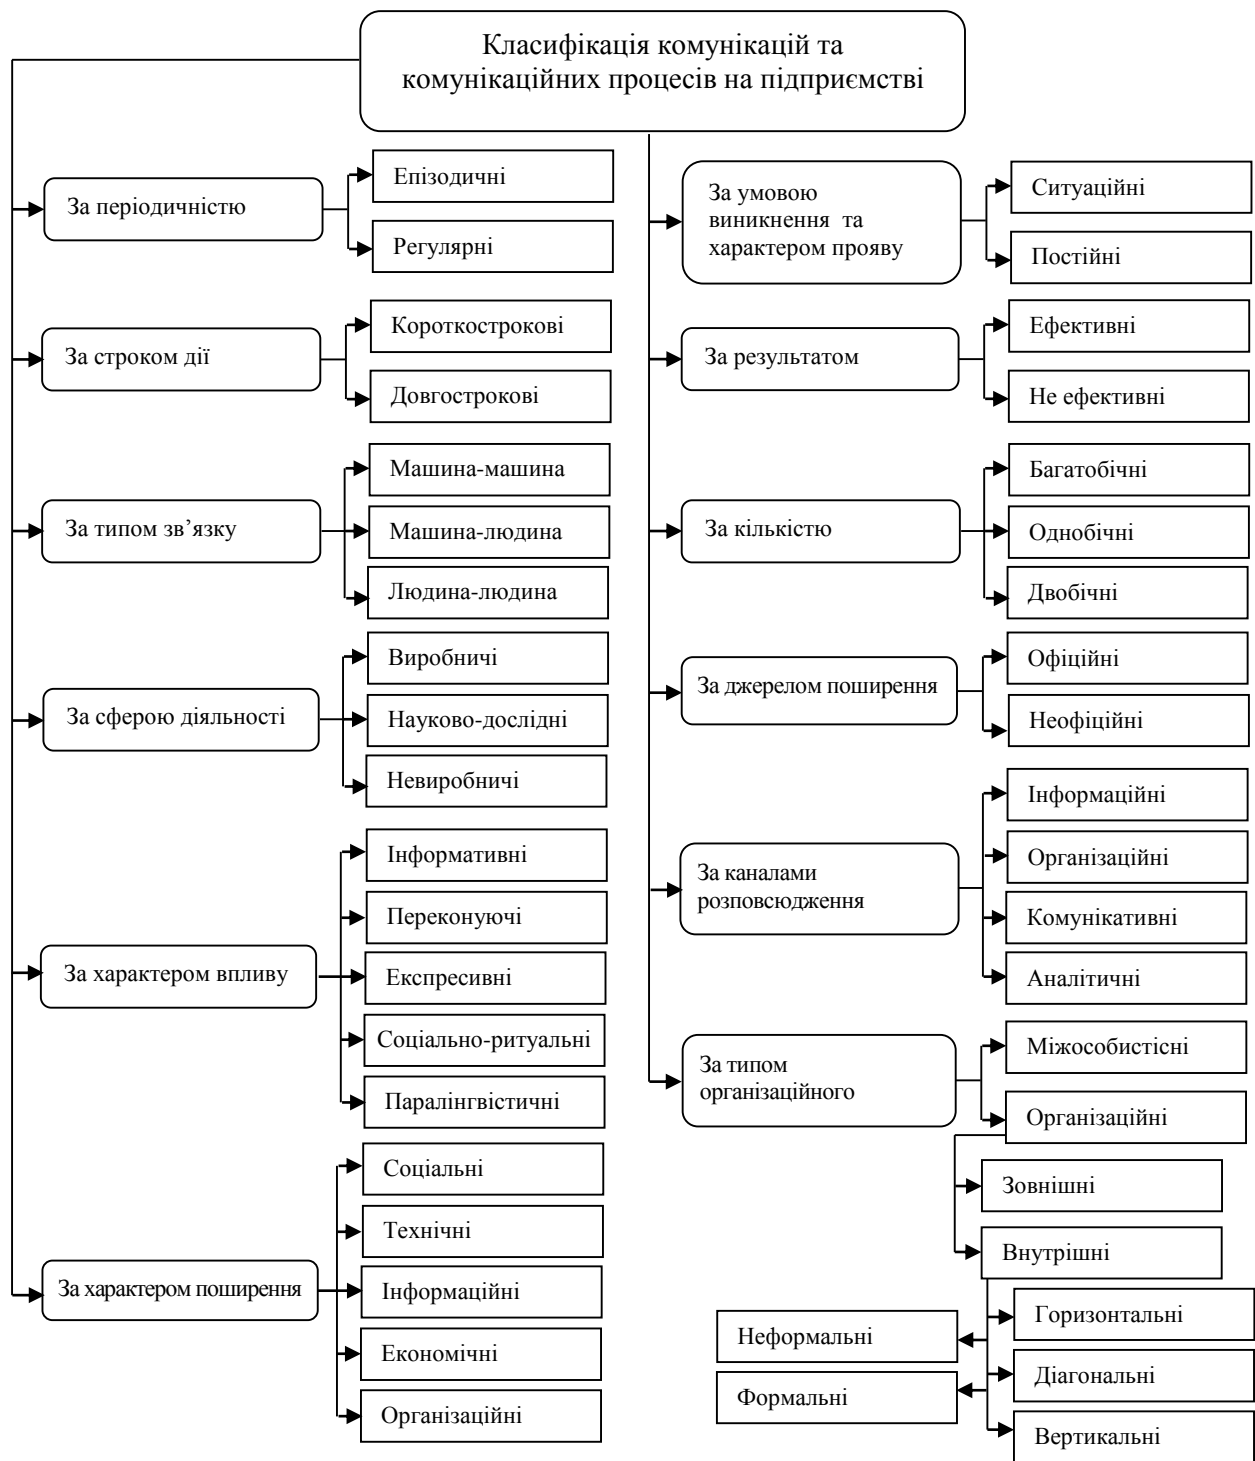 Класифікація комунікацій та
комунікаційних процесів на підприємстві
За періодичністю
Епізодичні
Регулярні
За строком дії
Короткострокові
Довгострокові
За типом зв’язку
Машина-машина
Машина-людина
Людина-людина
За сферою діяльності
Виробничі
Науково-дослідні
Невиробничі
За характером впливу
Інформативні
Переконуючі
Експресивні
Соціально-ритуальні
Паралінгвістичні
За характером поширення
Соціальні
Технічні
Інформаційні
Економічні
Організаційні
За умовою
виникнення та
характером прояву
Ситуаційні
Постійні
За результатом
Ефективні
Не ефективні
За кількістю
Багатобічні
Однобічні
Двобічні
За джерелом поширення
Офіційні
Неофіційні
За каналами
розповсюдження
Інформаційні
Організаційні
Комунікативні
Аналітичні
За типом
організаційного
Міжособистісні
Організаційні
Зовнішні
Внутрішні
Горизонтальні
Неформальні
Діагональні
Формальні
Вертикальні